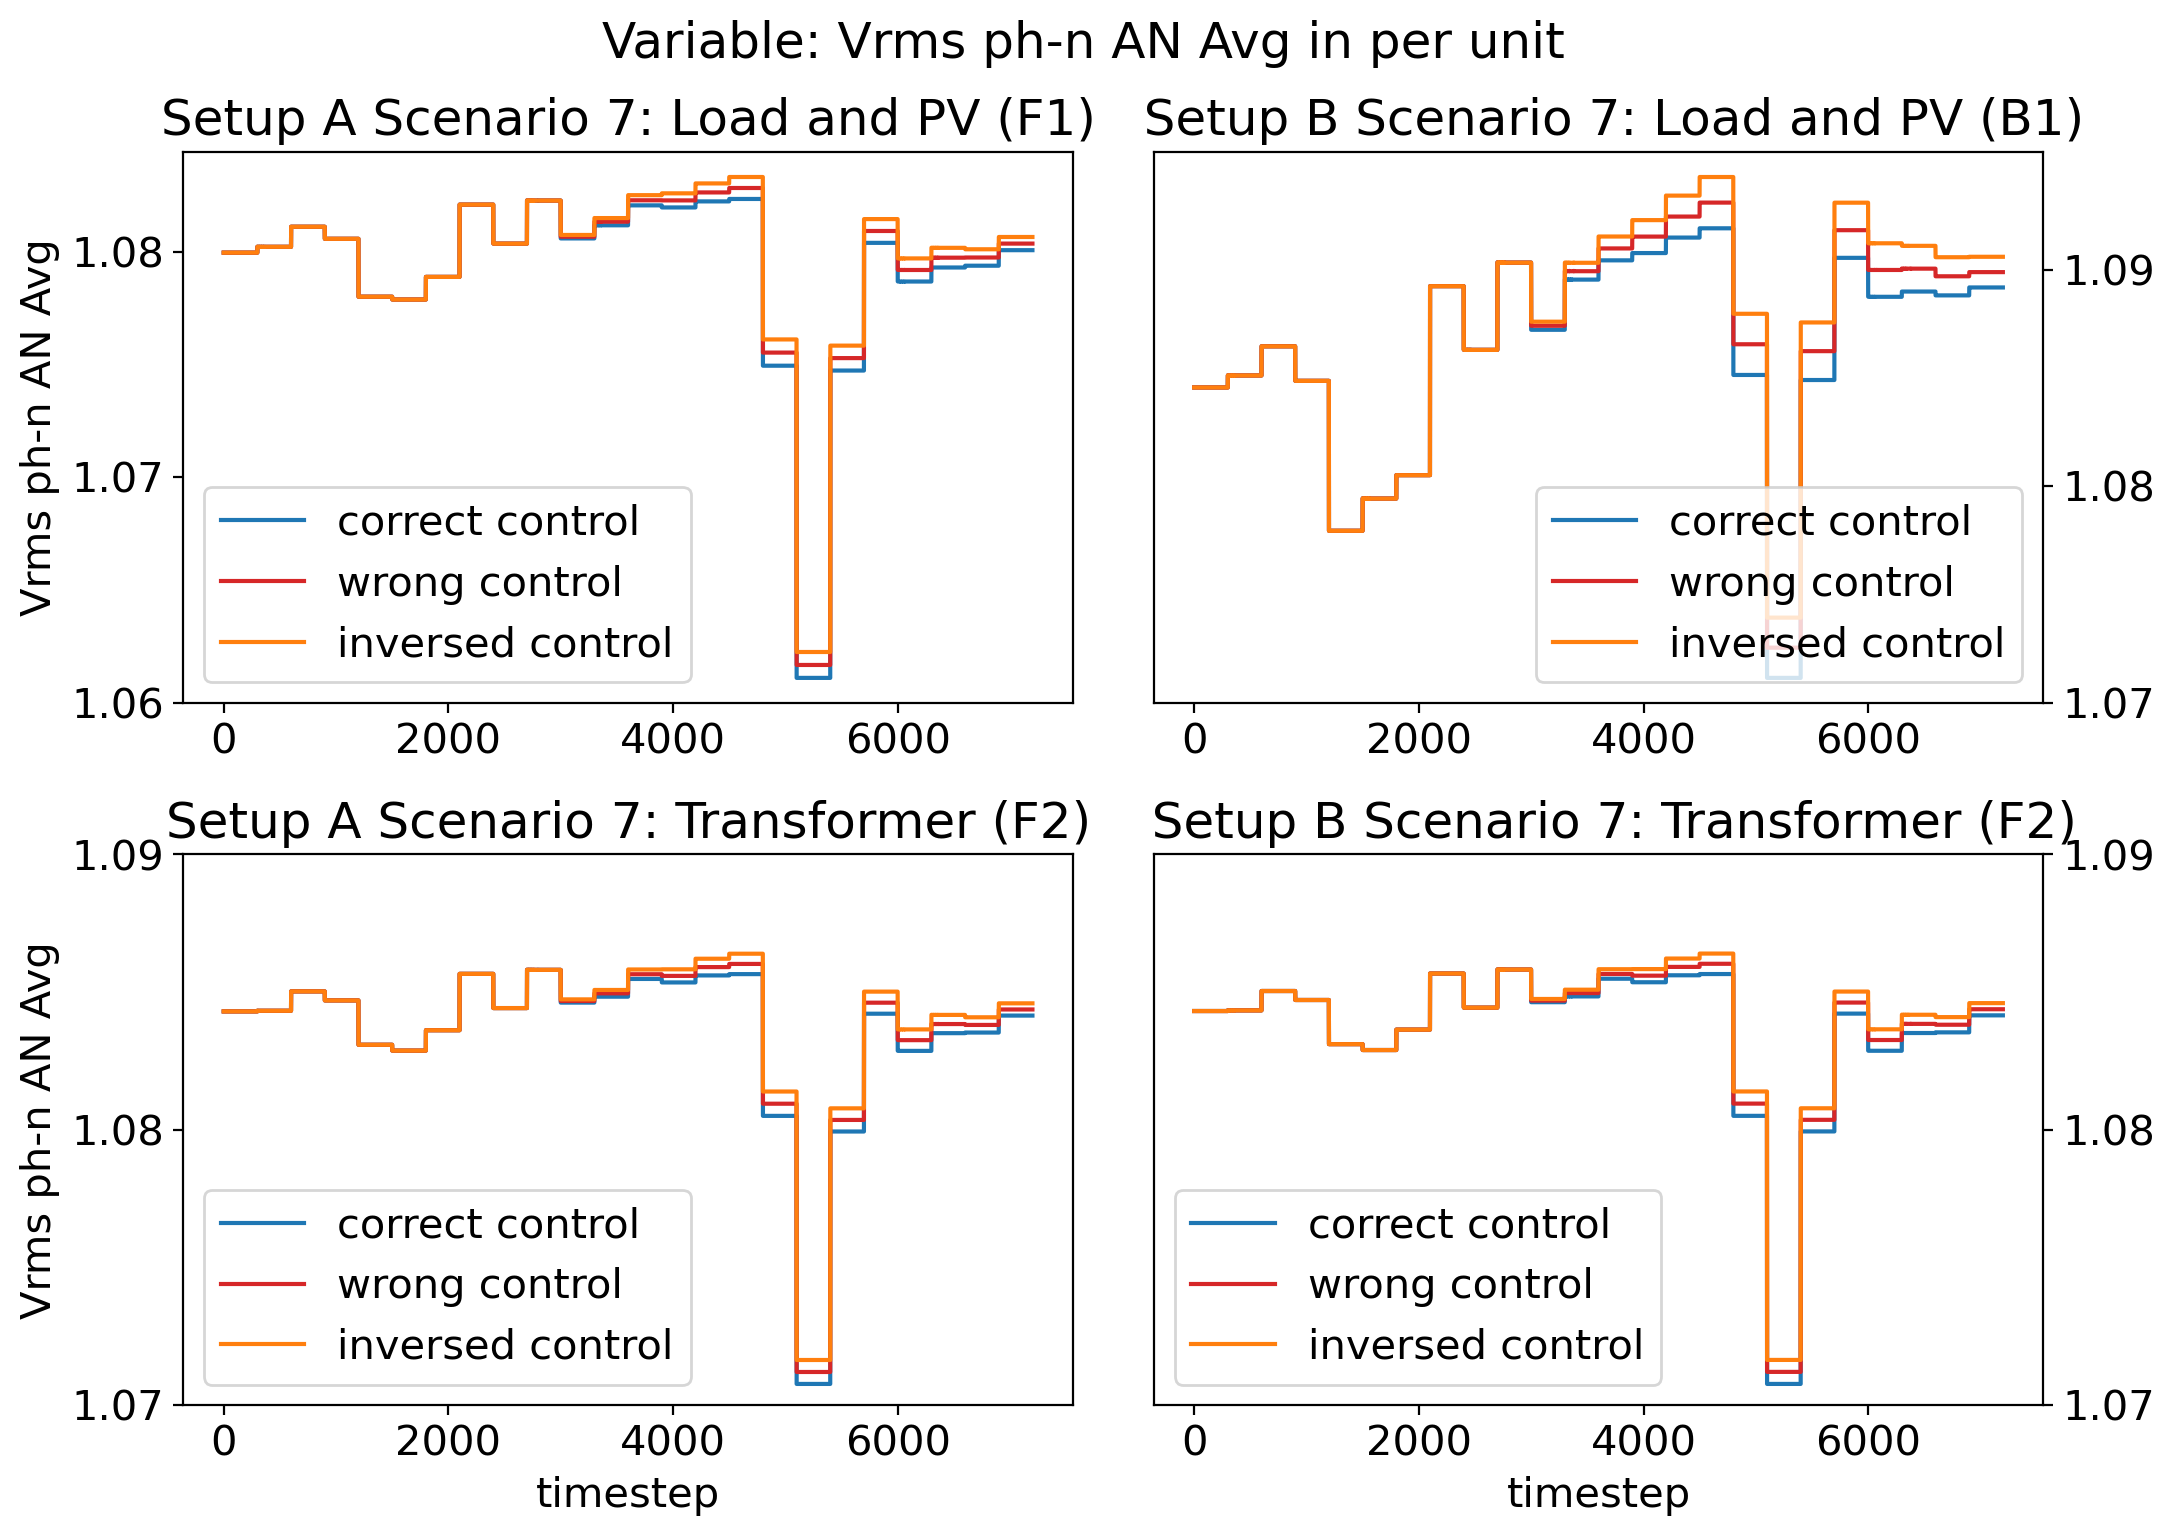 Variable: Vrms ph-n AN Avg in per unit
Setup A Scenario 7: Load and PV (F1)
Vrms ph-n AN Avg
1.08
1.07
1.06
correct control
wrong control
inversed control
0 2000 4000 6000
Setup B Scenario 7: Load and PV (B1)
1.09
1.08
1.07
correct control
wrong control
inversed control
0 2000 4000 6000
Setup A Scenario 7: Transformer (F2)
Vrms ph-n AN Avg
1.09
1.08
1.07
correct control
wrong control
inversed control
0 2000 4000 6000
timestep
Setup B Scenario 7: Transformer (F2)
1.09
1.08
1.07
correct control
wrong control
inversed control
0 2000 4000 6000
timestep